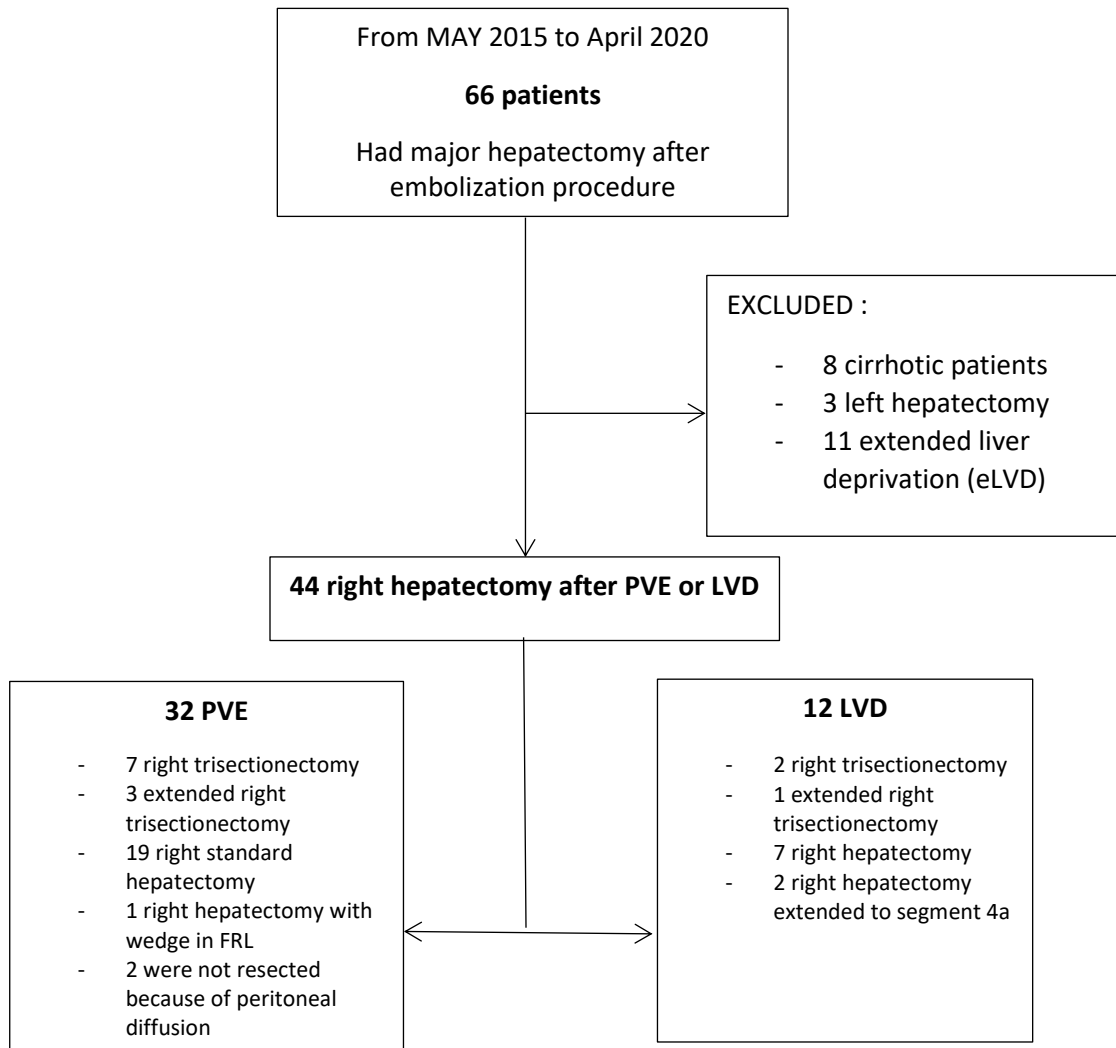 From MAY 2015 to April 2020
66 patients
Had major hepatectomy after
embolization procedure
EXCLUDED :
- 8 cirrhotic patients
- 3 left hepatectomy
- 11 extended liver
deprivation (eLVD)
44 right hepatectomy after PVE or LVD
32 PVE
- 7 right trisectionectomy
- 3 extended right
trisectionectomy
- 19 right standard
hepatectomy
- 1 right hepatectomy with
wedge in FRL
- 2 were not resected
because of peritoneal
diffusion
12 LVD
- 2 right trisectionectomy
- 1 extended right
trisectionectomy
- 7 right hepatectomy
- 2 right hepatectomy
extended to segment 4a